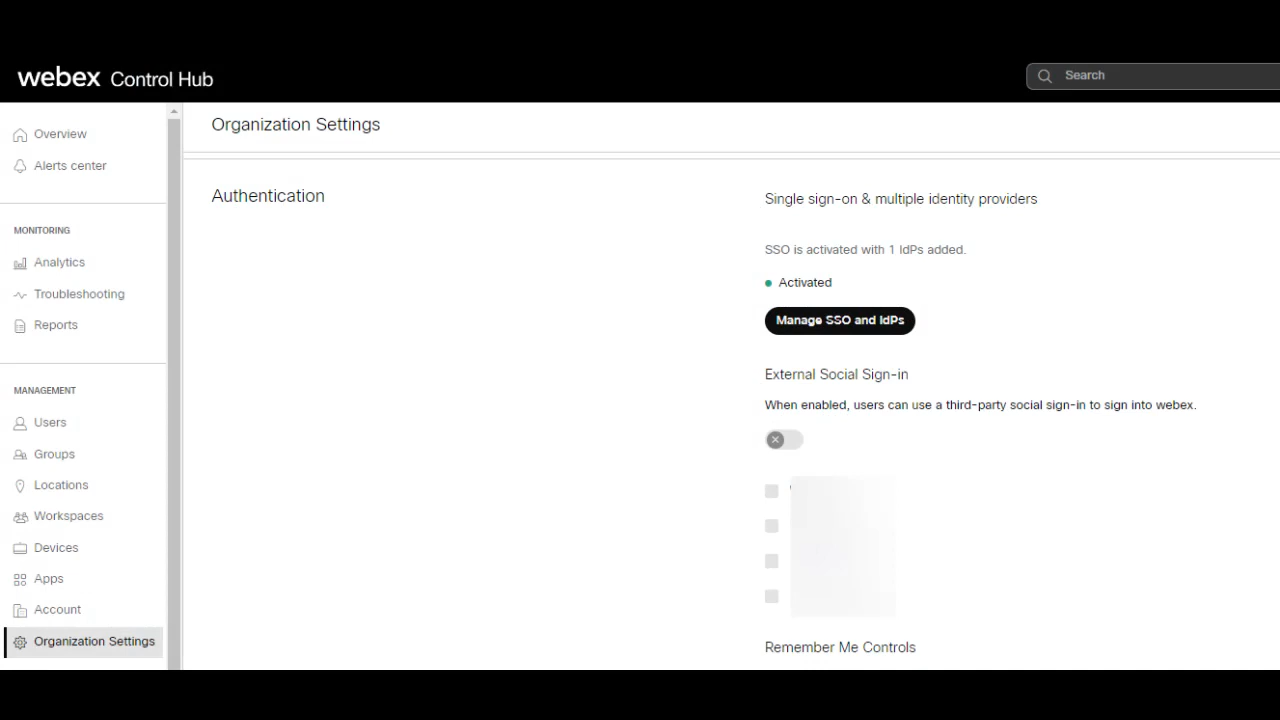 webex Control Hub
Search
Overview
Alerts center
MONITORING
Analytics
Troubleshooting
Reports
MANAGEMENT
Users
Groups
Locations
Workspaces
Devices
Apps
Account
Organization Settings
Organization Settings
Authentication
Single sign-on & multiple identity providers
SSO is activated with 1 IdPs added.
Activated
Manage SSO and IdPs
External Social Sign-in
When enabled, users can use a third-party social sign-in to sign into webex.
Remember Me Controls